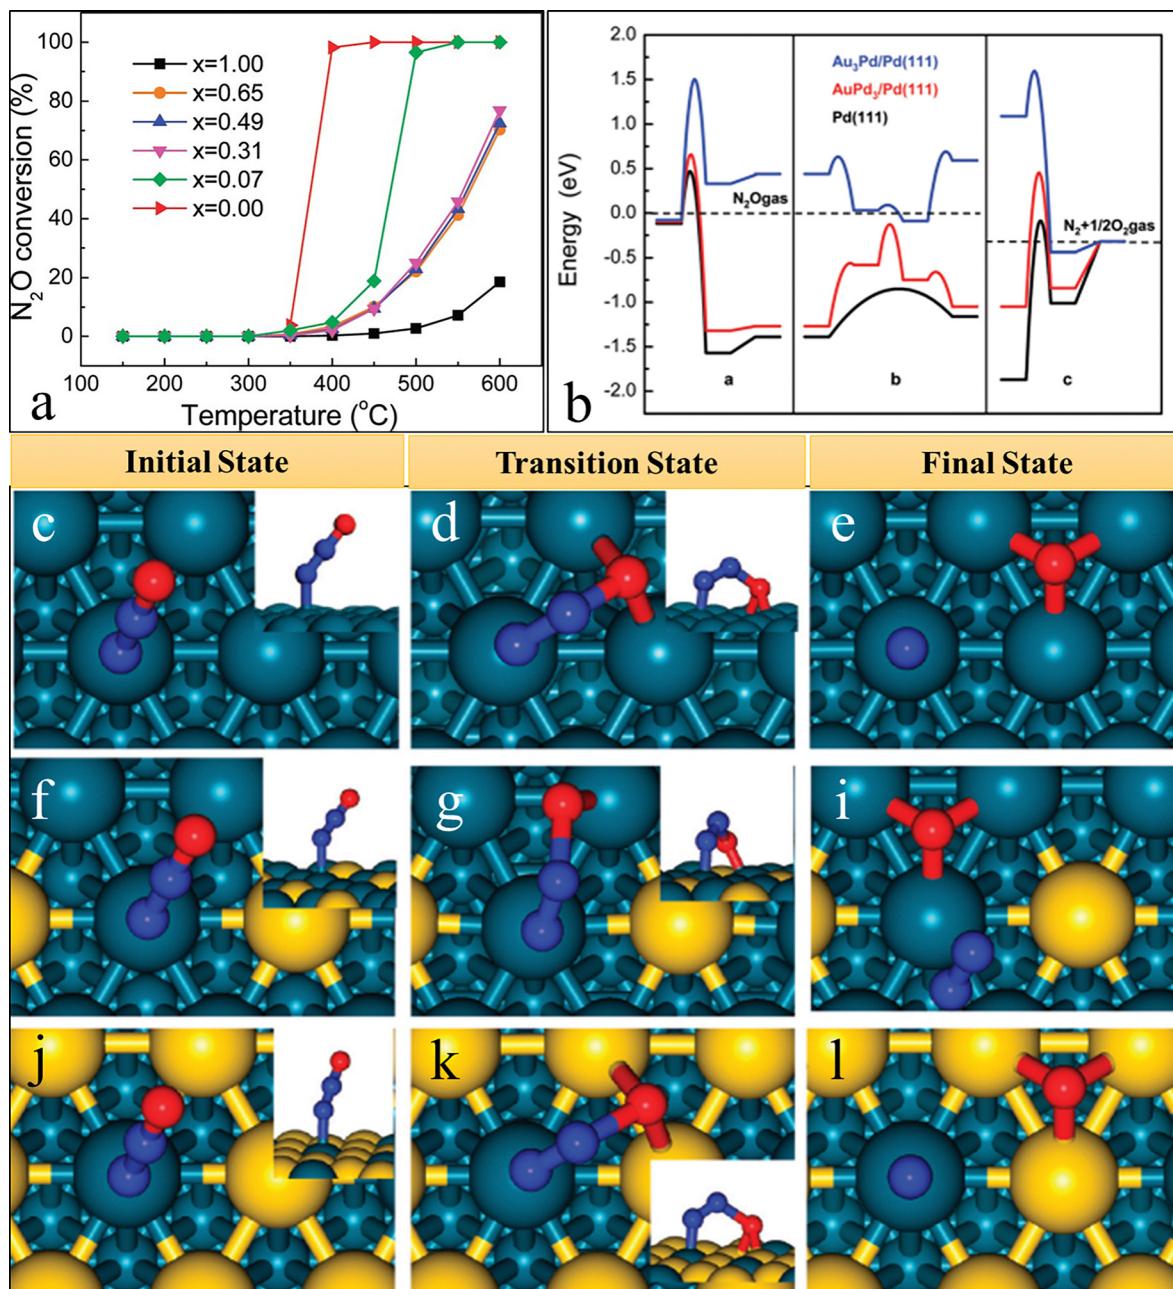 100
80
60
40
20
0
N₂O conversion (%)
x=1.00
x=0.65
x=0.49
x=0.31
x=0.07
x=0.00
100 200 300 400 500 600
Temperature (°C)
a
2.0
1.5
1.0
0.5
0.0
-0.5
-1.0
-1.5
-2.0
Energy (eV)
Au₃Pd/Pd(111)
AuPd₃/Pd(111)
Pd(111)
N₂Ogas
N₂+1/2O₂gas
a b c
b
Initial State Transition State Final State
c d e
f g i
j k l